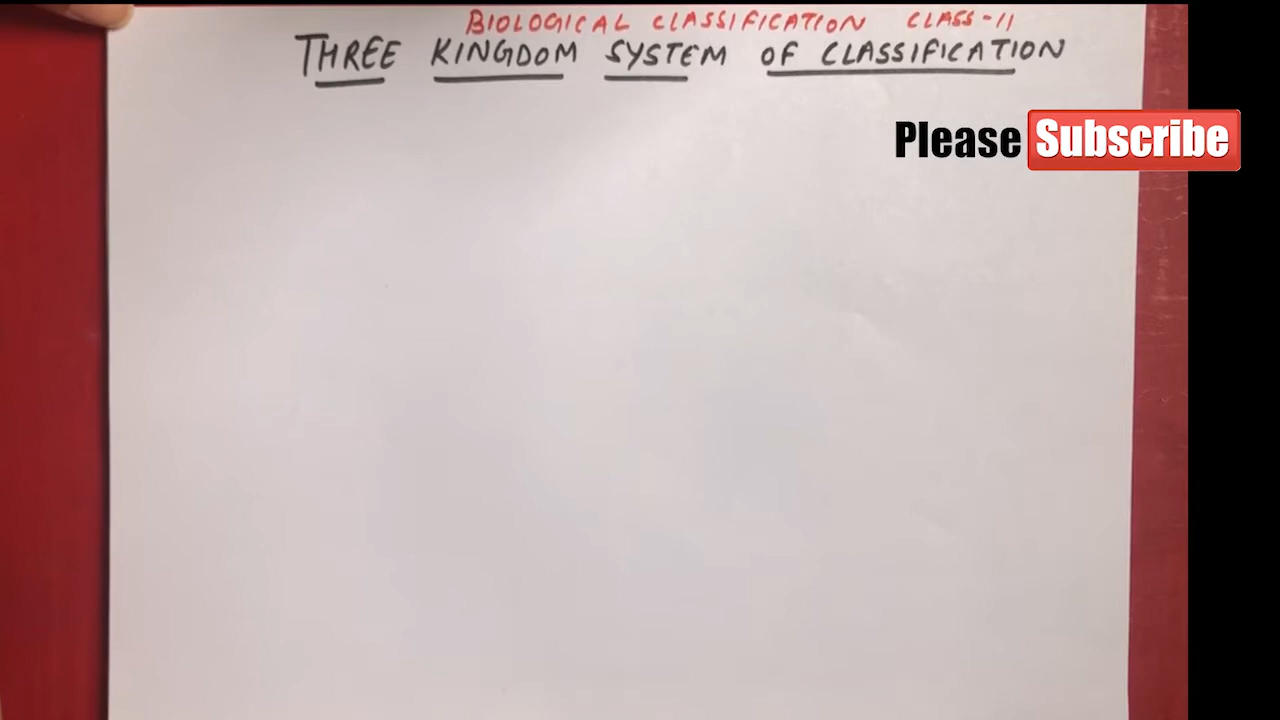 BIOLOGICAL CLASSIFICATION CLASS-11
THREE KINGDOM SYSTEM OF CLASSIFICATION
Please Subscribe